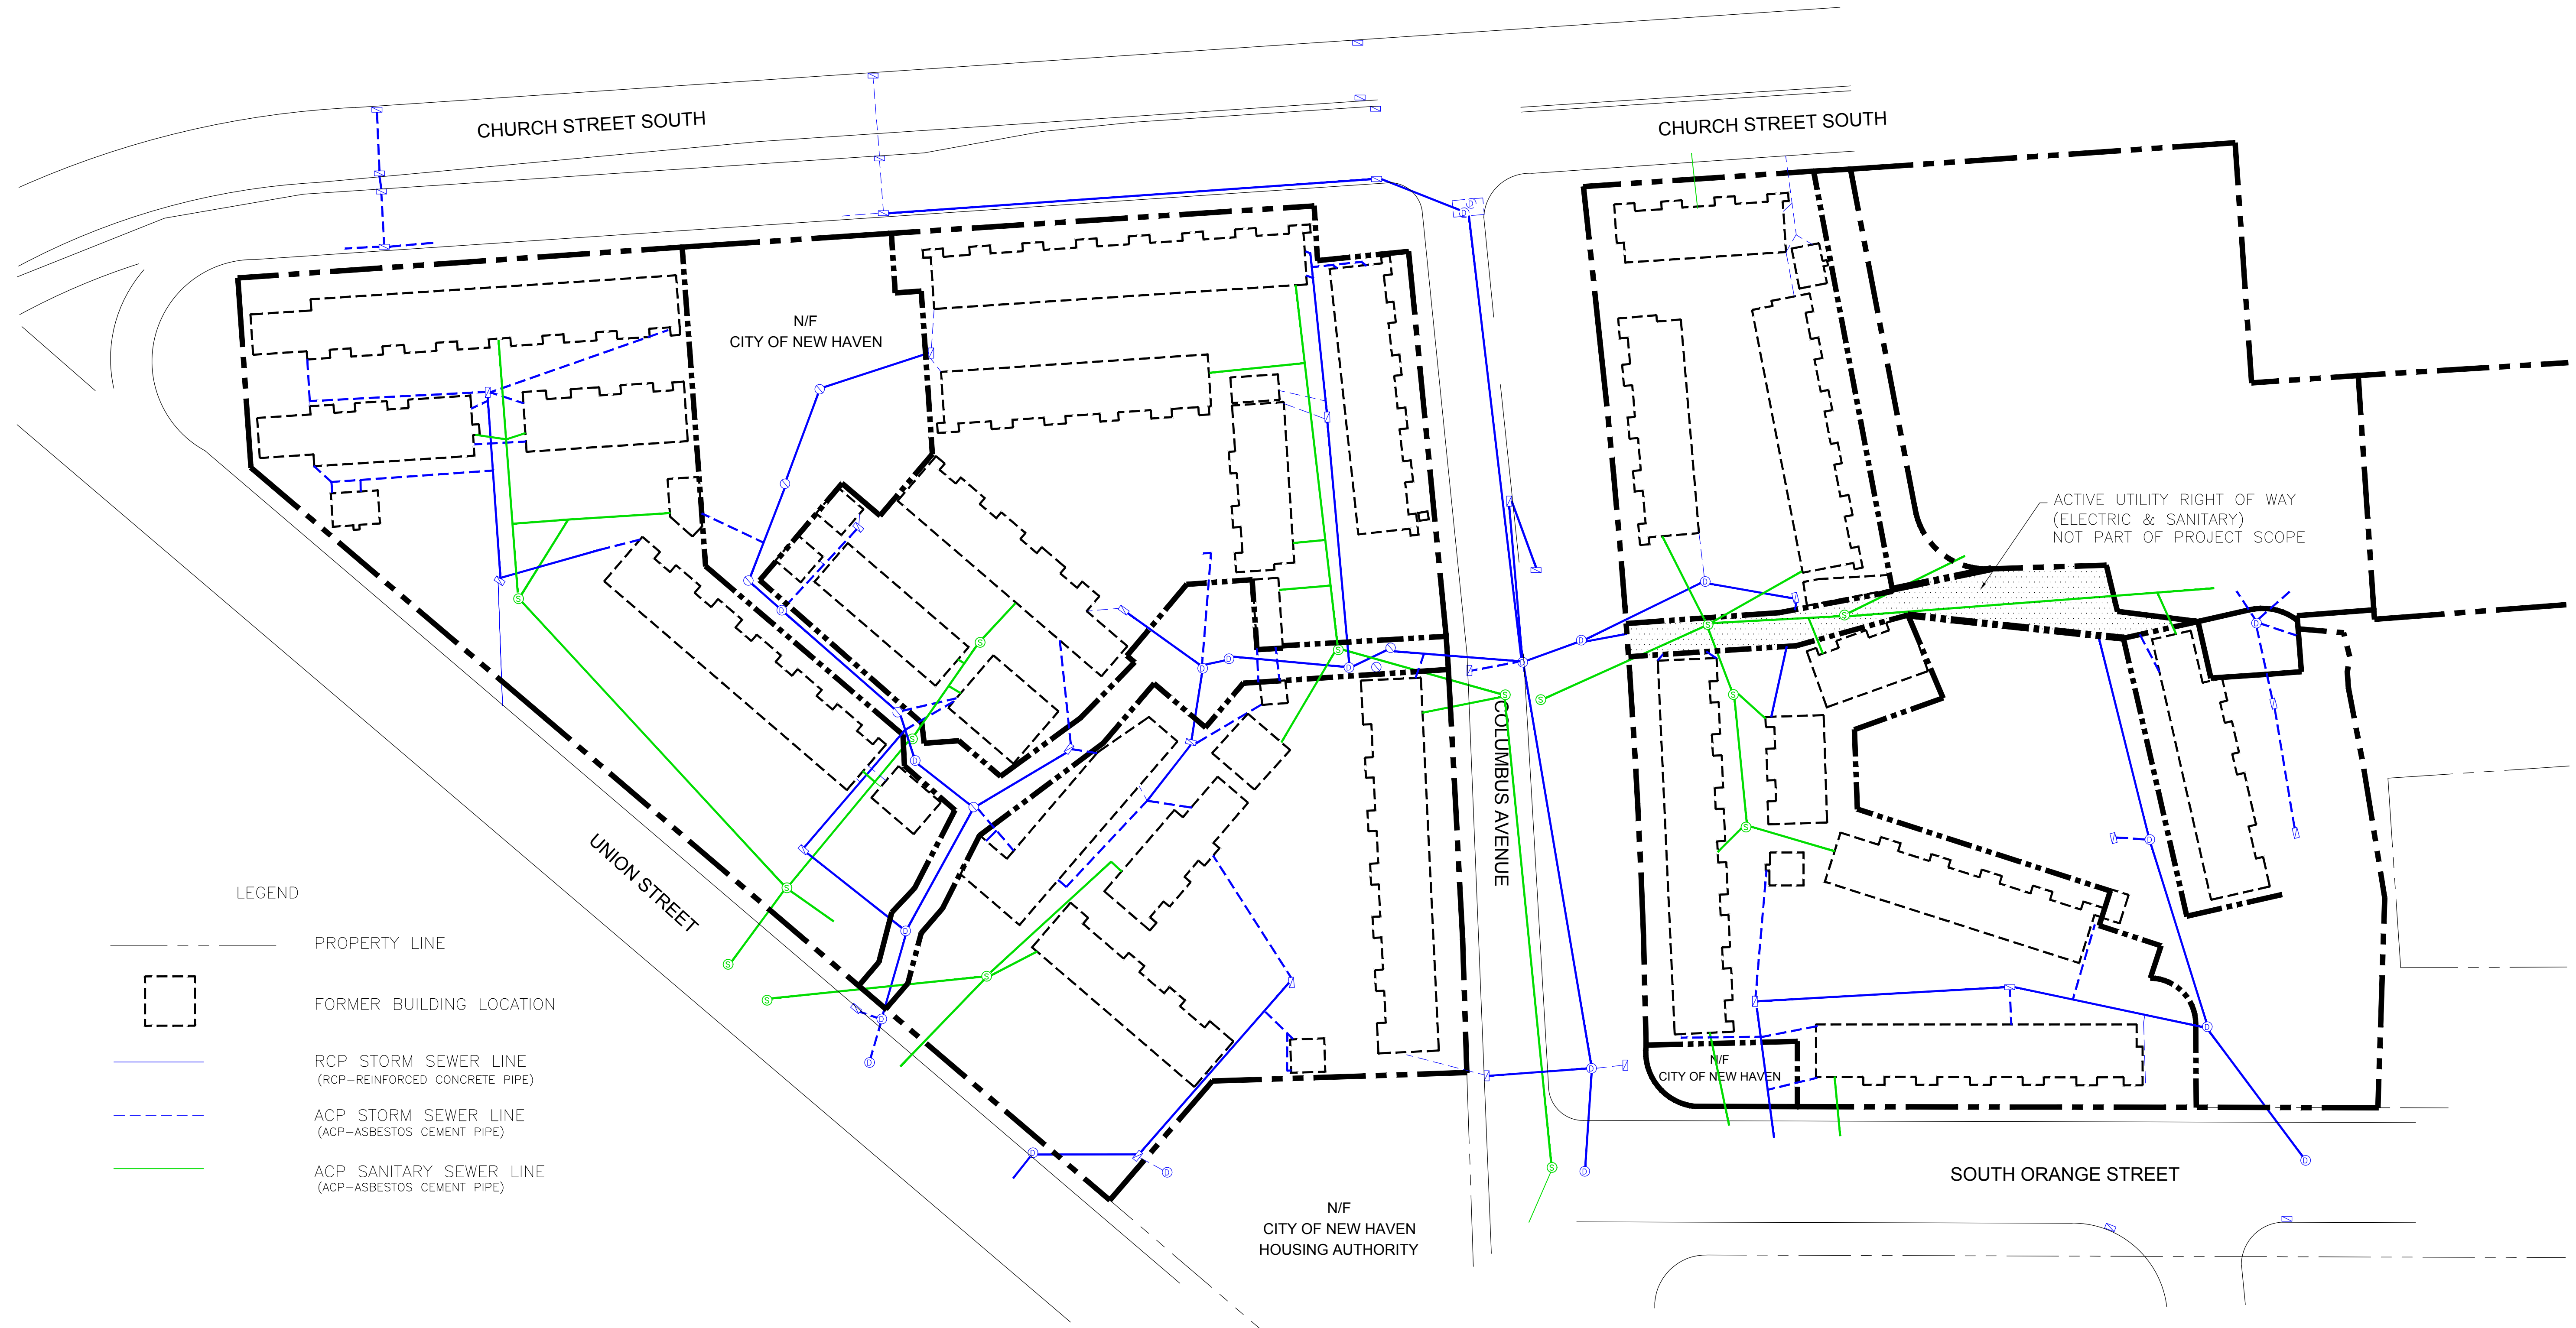 CHURCH STREET SOUTH
CHURCH STREET SOUTH
N/F
CITY OF NEW HAVEN
ACTIVE UTILITY RIGHT OF WAY
(ELECTRIC & SANITARY)
NOT PART OF PROJECT SCOPE
COLUMBUS AVENUE
UNION STREET
LEGEND
PROPERTY LINE
FORMER BUILDING LOCATION
RCP STORM SEWER LINE
(RCP-REINFORCED CONCRETE PIPE)
ACP STORM SEWER LINE
(ACP-ASBESTOS CEMENT PIPE)
ACP SANITARY SEWER LINE
(ACP-ASBESTOS CEMENT PIPE)
N/F
CITY OF NEW HAVEN
SOUTH ORANGE STREET
N/F
CITY OF NEW HAVEN
HOUSING AUTHORITY